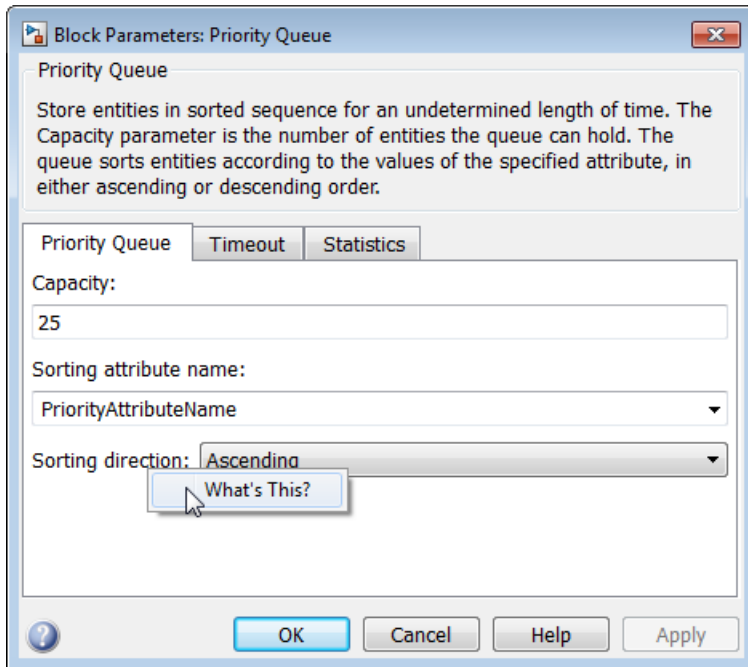 Block Parameters: Priority Queue
Priority Queue
Store entities in sorted sequence for an undetermined length of time. The
Capacity parameter is the number of entities the queue can hold. The
queue sorts entities according to the values of the specified attribute, in
either ascending or descending order.
Priority Queue Timeout Statistics
Capacity:
25
Sorting attribute name:
PriorityAttributeName
Sorting direction: Ascending
What's This?
OK Cancel Help Apply